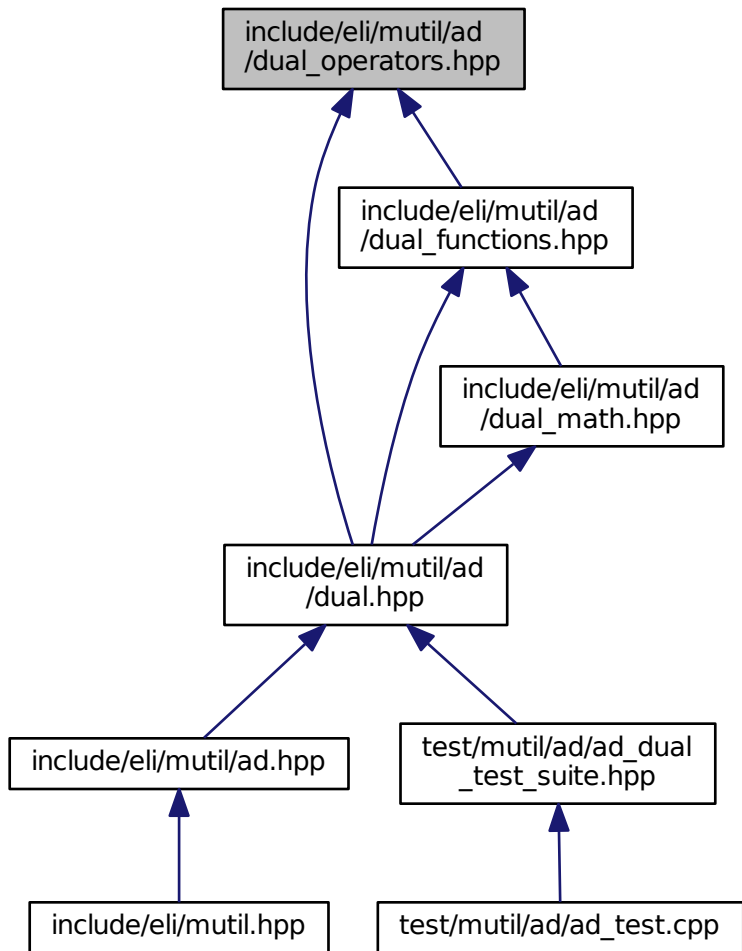 include/eli/mutil/ad
/dual_operators.hpp
include/eli/mutil/ad
/dual_functions.hpp
include/eli/mutil/ad
/dual_math.hpp
include/eli/mutil/ad
/dual.hpp
include/eli/mutil/ad.hpp
test/mutil/ad/ad_dual
_test_suite.hpp
include/eli/mutil.hpp
test/mutil/ad/ad_test.cpp